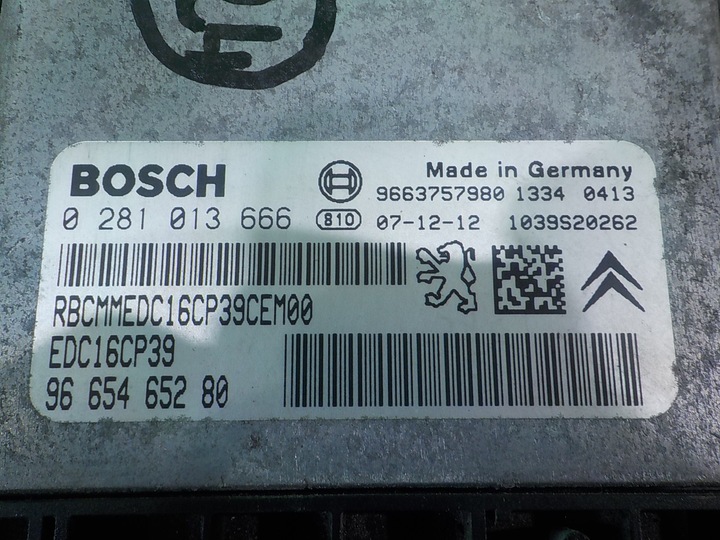 BOSCH
Made in Germany
9663757980 1334 0413
0 281 013 666 810 07-12-12 1039S20262
RBCMMEDC16CP39CEM00
EDC16CP39
96 654 652 80